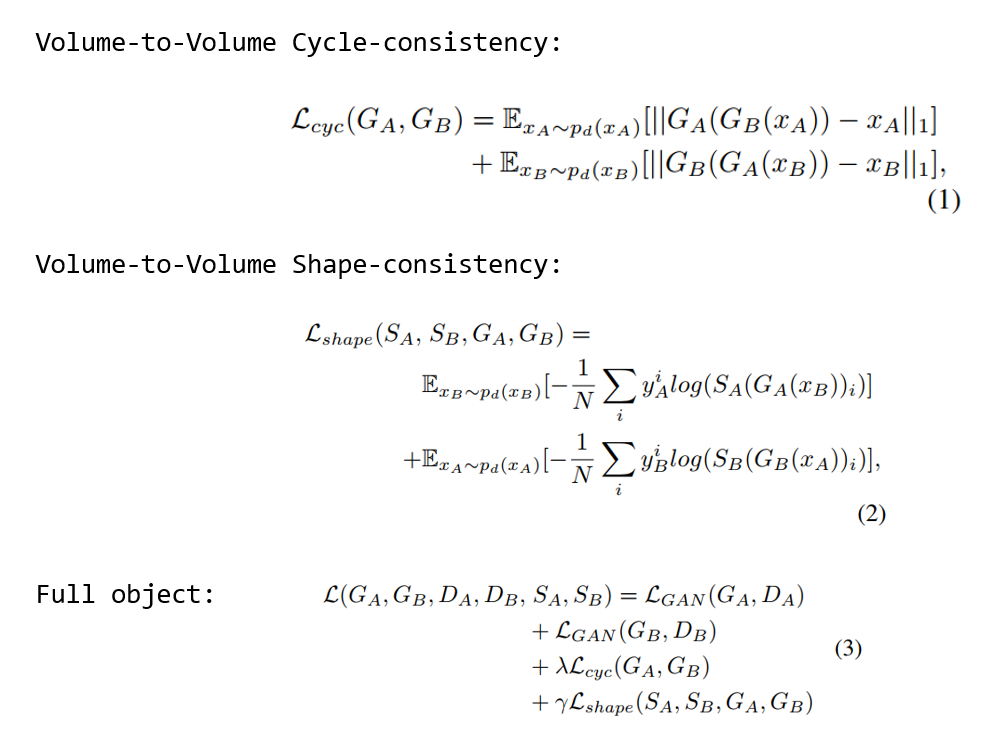 Volume-to-Volume Cycle-consistency:
$\mathcal{L}_{cyc}(G_A, G_B) = \mathbb{E}_{x_A \sim p_d(x_A)}[||G_A(G_B(x_A)) - x_A||_1]$
$+ \mathbb{E}_{x_B \sim p_d(x_B)}[||G_B(G_A(x_B)) - x_B||_1],$
(1)
Volume-to-Volume Shape-consistency:
$\mathcal{L}_{shape}(S_A, S_B, G_A, G_B) =$
$\mathbb{E}_{x_B \sim p_d(x_B)}[-\frac{1}{N} \sum_i y_A^i log(S_A(G_A(x_B))_i)]$
$+ \mathbb{E}_{x_A \sim p_d(x_A)}[-\frac{1}{N} \sum_i y_B^i log(S_B(G_B(x_A))_i)],$
(2)
Full object: $\mathcal{L}(G_A, G_B, D_A, D_B, S_A, S_B) = \mathcal{L}_{GAN}(G_A, D_A)$
$+ \mathcal{L}_{GAN}(G_B, D_B)$
$+ \lambda \mathcal{L}_{cyc}(G_A, G_B)$ (3)
$+ \gamma \mathcal{L}_{shape}(S_A, S_B, G_A, G_B)$